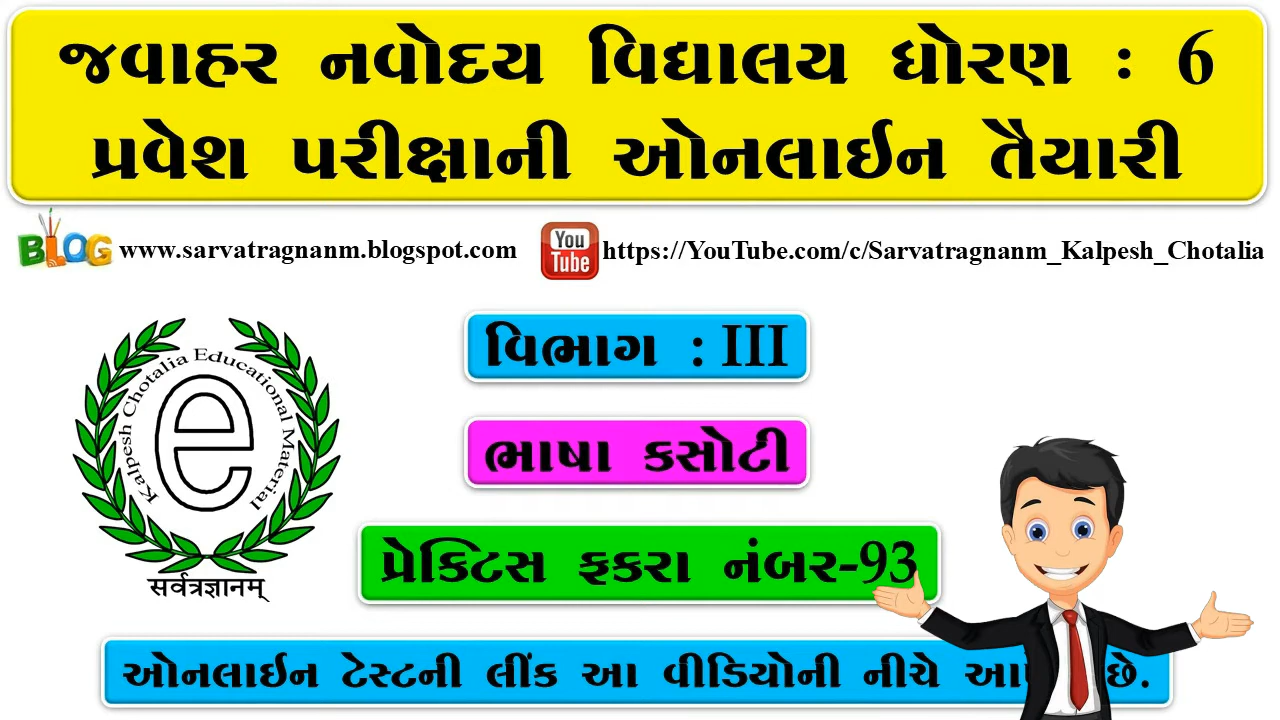 જવાહર નવોદય વિદ્યાલય ધોરણ : 6
પ્રવેશ પરીક્ષાની ઓનલાઈન તૈયારી
BLOG www.sarvatragnanm.blogspot.com
You Tube https://YouTube.com/c/Sarvatragnanm_Kalpesh_Chotalia
વિભાગ : III
Kalpesh Chotalia Educational Material
e
ભાષા કસોટી
પ્રેક્ટિસ ફકરા નંબર-93
सर्वत्रज्ञानम्
ઓનલાઈન ટેસ્ટની લીંક આ વીડિયોની નીચે છે.